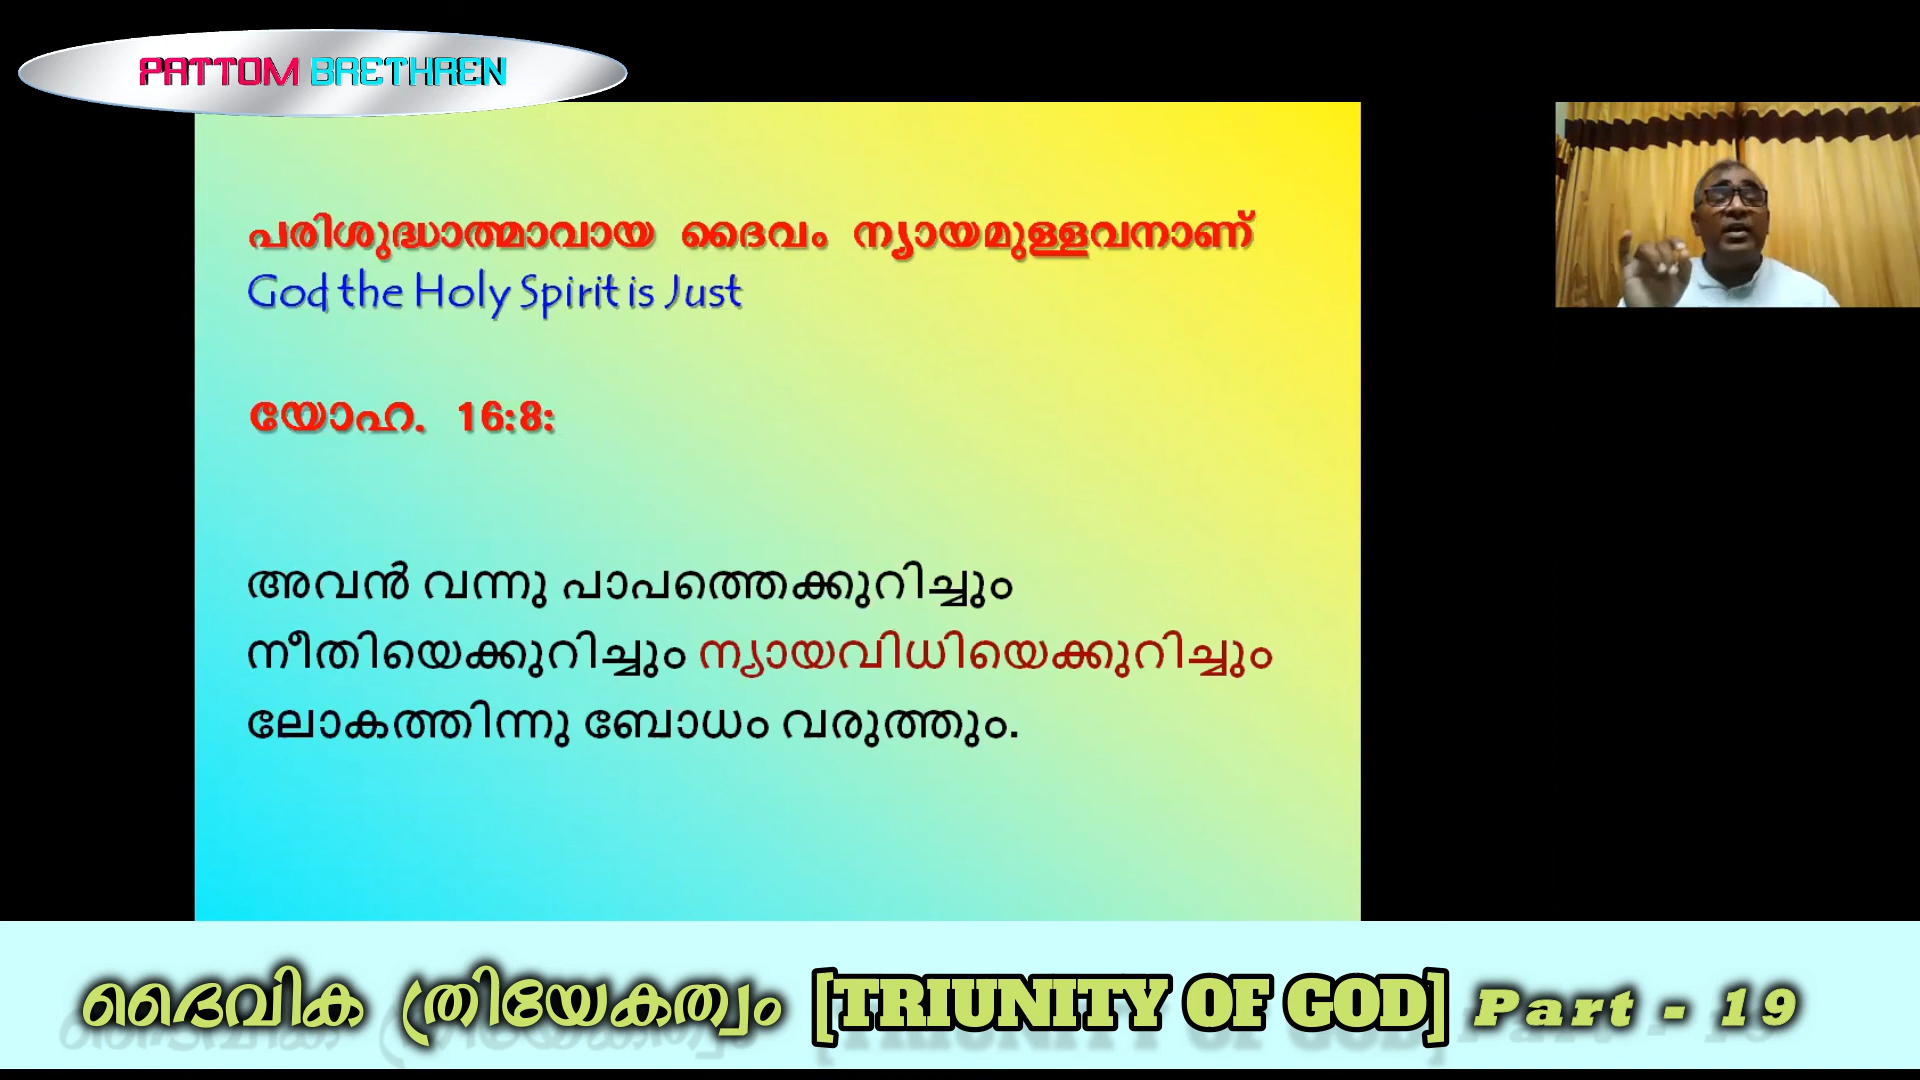 PATTOM BRETHREN
പരിശുദ്ധാത്മാവായ ദൈവം ന്യായമുള്ളവനാണ്
God the Holy Spirit is Just
യോഹ. 16:8:
അവൻ വന്നു പാപത്തെക്കുറിച്ചും
നീതിയെക്കുറിച്ചും ന്യായവിധിയെക്കുറിച്ചും
ലോകത്തിന്നു ബോധം വരുത്തും.
ദൈവിക ത്രിയേകത്വം [TRIUNITY OF GOD] Part - 19